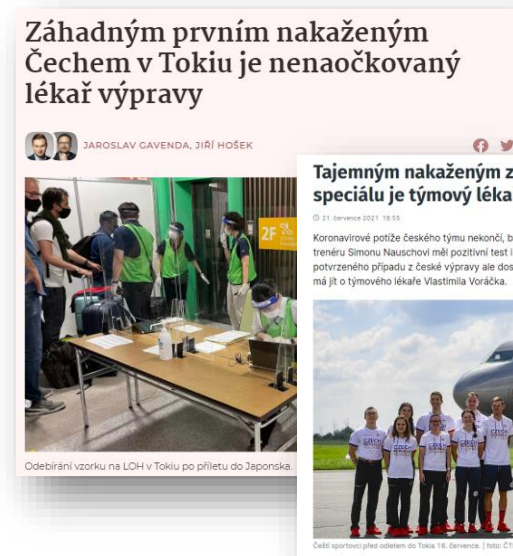 Záhadným prvním nakaženým
Čechem v Tokiu je nenaočkovaný
lékař výpravy
JAROSLAV GAVENDA, JIŘÍ HOŠEK
2F
Odebírání vzorku na LOH v Tokiu po příletu do Japonska.
Tajemným nakaženým z
speciálu je týmový léka
21. července 2021 18:55
Koronavirové potíže českého týmu nekončí, b
trenéru Simonu Nauschovi měl pozitivní test i
potvrzeného případu z české výpravy ale dos
má jít o týmového lékaře Vlastimila Voráčka.
Čeští sportovci před odletem do Tokia 16. července. | foto: ČT